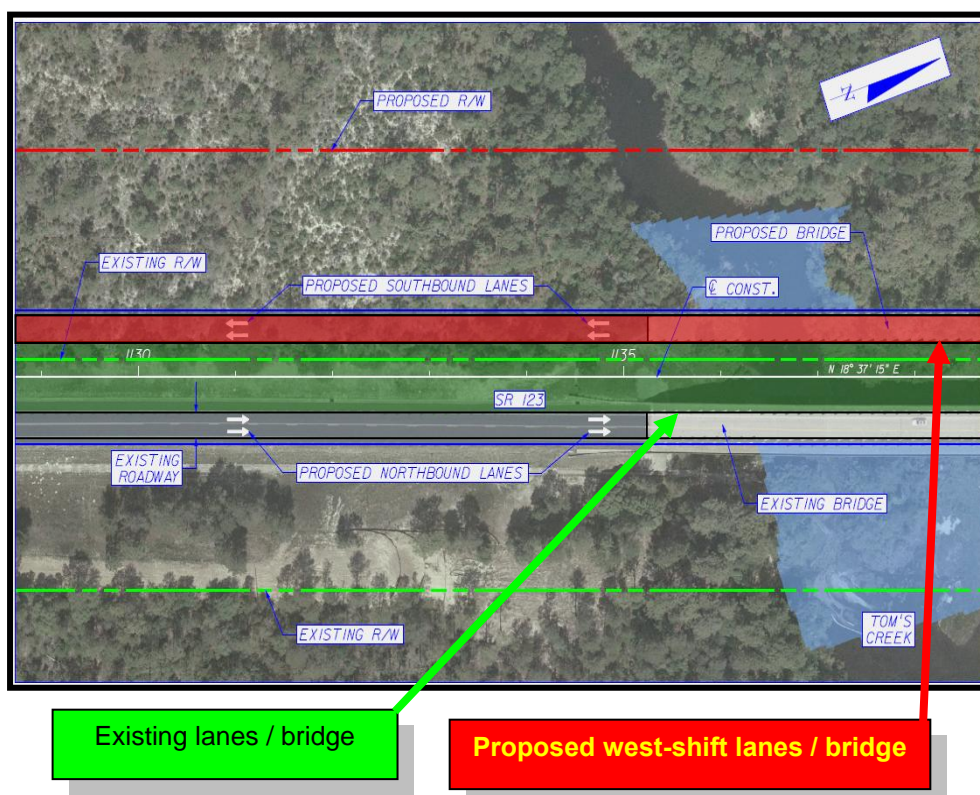 N
PROPOSED R/W
PROPOSED BRIDGE
EXISTING R/W
PROPOSED SOUTHBOUND LANES
℄ CONST.
1130
1135
N 18° 37' 15" E
SR 123
EXISTING
ROADWAY
PROPOSED NORTHBOUND LANES
EXISTING BRIDGE
EXISTING R/W
TOM'S
CREEK
Existing lanes / bridge
Proposed west-shift lanes / bridge